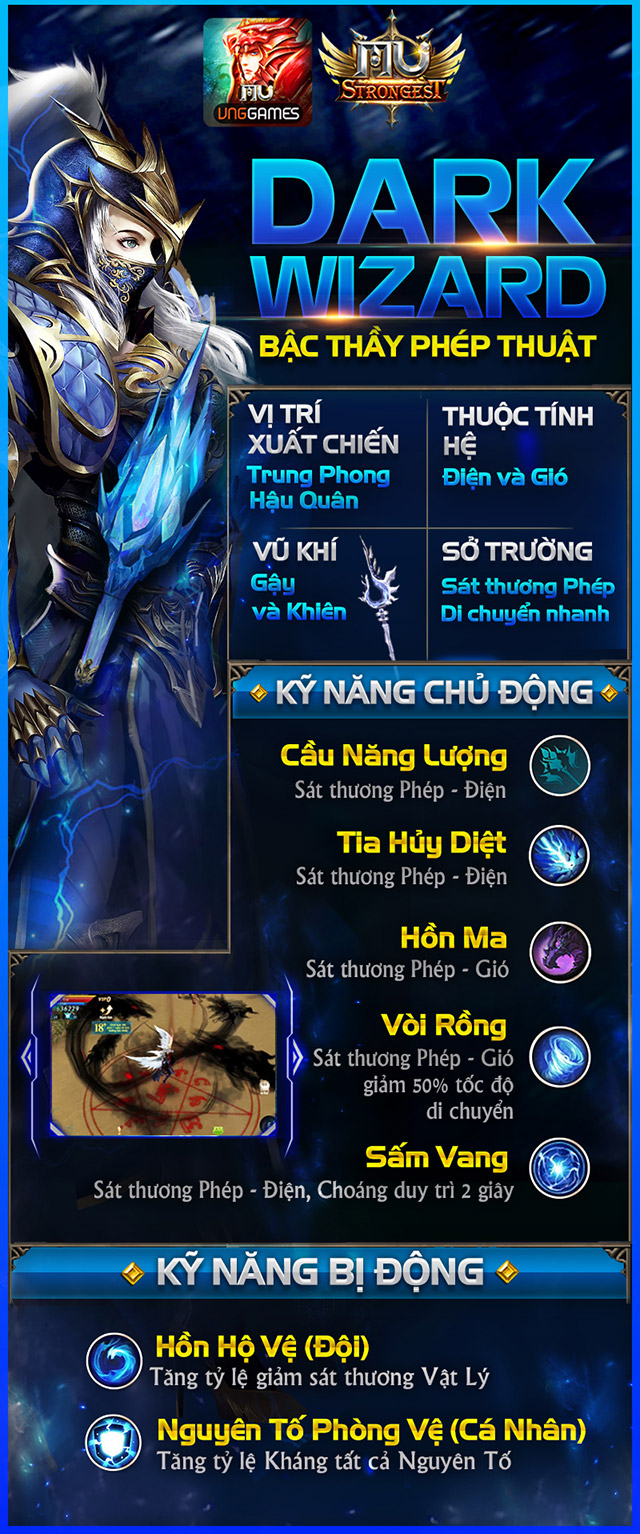 MU
VNGGAMES
MU
STRONGEST
DARK
WIZARD
BẬC THẦY PHÉP THUẬT
VỊ TRÍ
XUẤT CHIẾN
Trung Phong
Hậu Quân
THUỘC TÍNH
HỆ
Điện và Gió
VŨ KHÍ
Gậy
và Khiên
SỞ TRƯỜNG
Sát thương Phép
Di chuyển nhanh
KỸ NĂNG CHỦ ĐỘNG
Cầu Năng Lượng
Sát thương Phép - Điện
Tia Hủy Diệt
Sát thương Phép - Điện
Hồn Ma
Sát thương Phép - Gió
Vòi Rồng
Sát thương Phép - Gió
giảm 50% tốc độ
di chuyển
Sấm Vang
Sát thương Phép - Điện, Choáng duy trì 2 giây
KỸ NĂNG BỊ ĐỘNG
Hồn Hộ Vệ (Đội)
Tăng tỷ lệ giảm sát thương Vật Lý
Nguyên Tố Phòng Vệ (Cá Nhân)
Tăng tỷ lệ Kháng tất cả Nguyên Tố